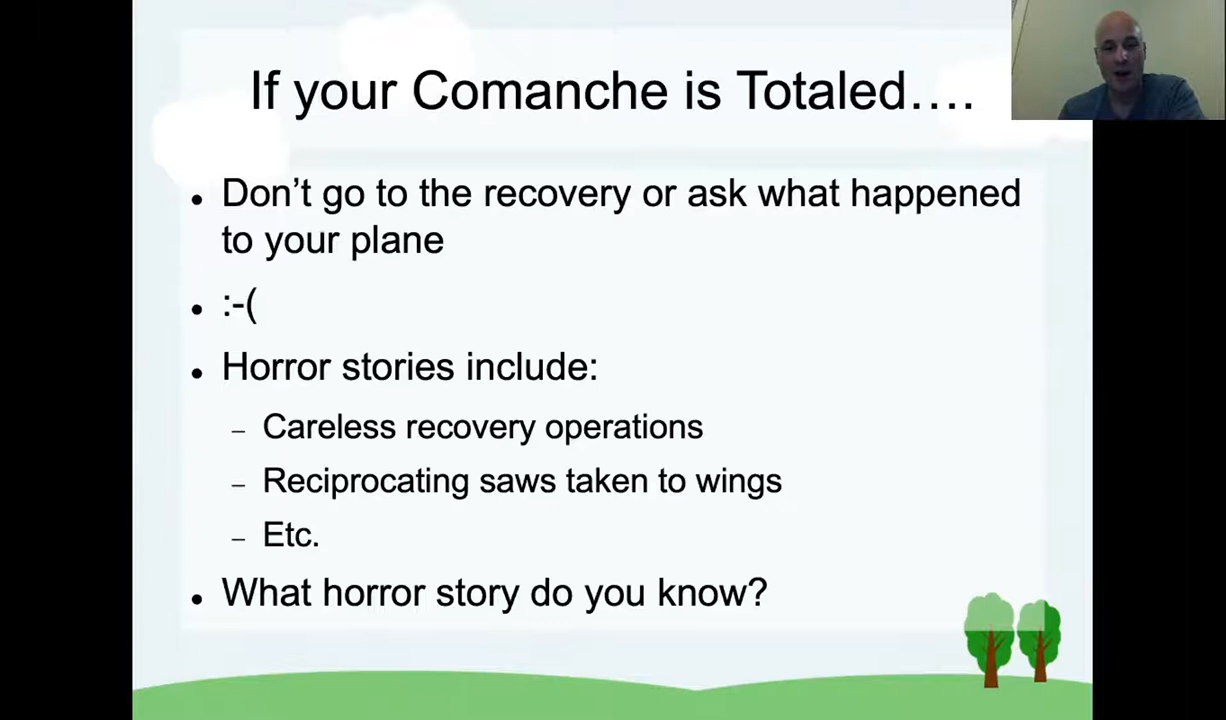 If your Comanche is Totaled….
• Don’t go to the recovery or ask what happened
to your plane
• :-(
• Horror stories include:
– Careless recovery operations
– Reciprocating saws taken to wings
– Etc.
• What horror story do you know?